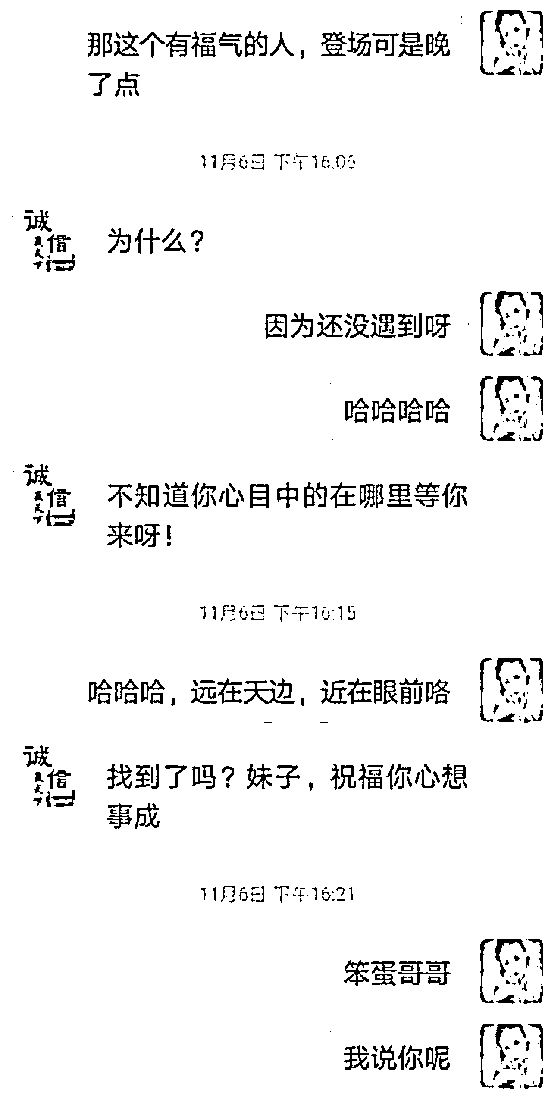 那这个有福气的人，登场可是晚
了点
11月6日 下午16:06
诚
信
为什么？
因为还没遇到呀
哈哈哈哈
诚
信
不知道你心目中的在哪里等你
来呀！
11月6日 下午16:15
哈哈哈，远在天边，近在眼前咯
诚
信
找到了吗？妹子，祝福你心想
事成
11月6日 下午16:21
笨蛋哥哥
我说你呢